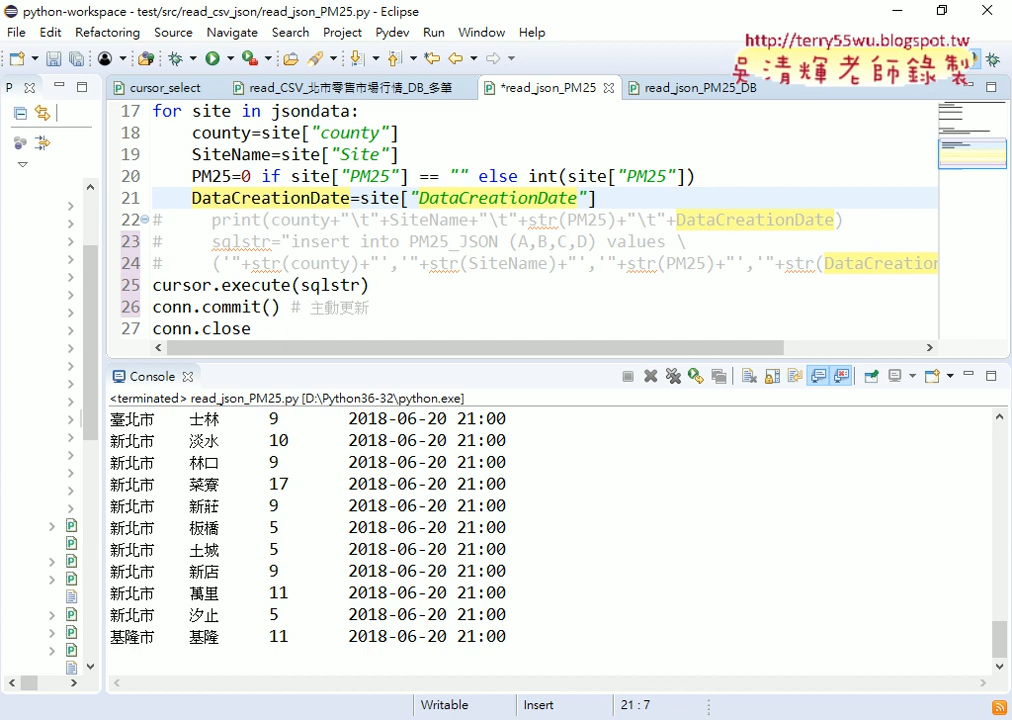 python-workspace - test/src/read_csv_json/read_json_PM25.py - Eclipse
File Edit Refactoring Source Navigate Search Project Pydev Run Window Help
http://terry55wu.blogspot.tw
吳清輝老師錄製
P cursor_select read_CSV_北市零售市場行情_DB_多筆 *read_json_PM25 read_json_PM25_DB
17 for site in jsondata:
18 county=site["county"]
19 SiteName=site["Site"]
20 PM25=0 if site["PM25"] == "" else int(site["PM25"])
21 DataCreationDate=site["DataCreationDate"]
22 # print(county+"\t"+SiteName+"\t"+str(PM25)+"\t"+DataCreationDate)
23 # sqlstr="insert into PM25_JSON (A,B,C,D) values \
24 # ('"+str(county)+"','"+str(SiteName)+"','"+str(PM25)+"','"+str(DataCreation
25 cursor.execute(sqlstr)
26 conn.commit() # 主動更新
27 conn.close
Console
<terminated> read_json_PM25.py [D:\Python36-32\python.exe]
臺北市 士林 9 2018-06-20 21:00
新北市 淡水 10 2018-06-20 21:00
新北市 林口 9 2018-06-20 21:00
新北市 菜寮 17 2018-06-20 21:00
新北市 新莊 9 2018-06-20 21:00
新北市 板橋 5 2018-06-20 21:00
新北市 土城 5 2018-06-20 21:00
新北市 新店 9 2018-06-20 21:00
新北市 萬里 11 2018-06-20 21:00
新北市 汐止 5 2018-06-20 21:00
基隆市 基隆 11 2018-06-20 21:00
Writable Insert 21 : 7